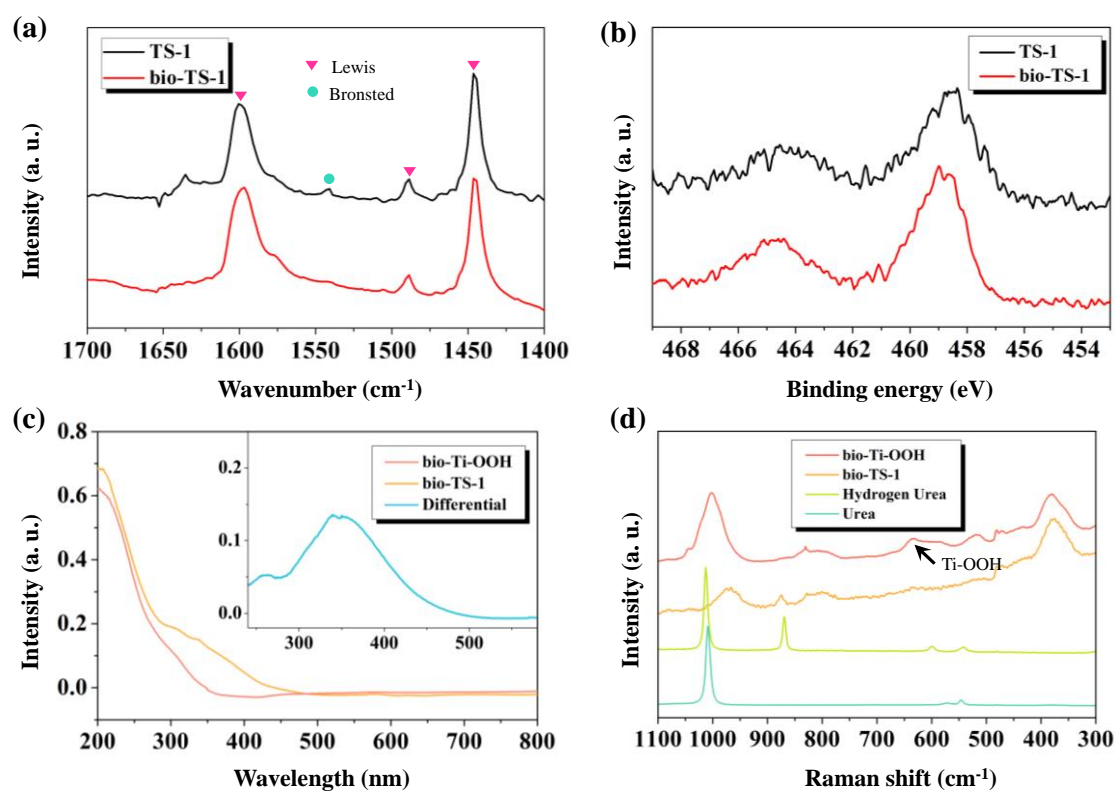 (a)
TS-1
bio-TS-1
Lewis
Bronsted
Intensity (a. u.)
1700 1650 1600 1550 1500 1450 1400
Wavenumber (cm-1)
(b)
TS-1
bio-TS-1
Intensity (a. u.)
468 466 464 462 460 458 456 454
Binding energy (eV)
(c)
0.8
0.6
0.4
0.2
0.0
Intensity (a. u.)
bio-Ti-OOH
bio-TS-1
Differential
0.2
0.1
0.0
300 400 500
200 300 400 500 600 700 800
Wavelength (nm)
(d)
bio-Ti-OOH
bio-TS-1
Hydrogen Urea
Urea
Ti-OOH
Intensity (a. u.)
1100 1000 900 800 700 600 500 400 300
Raman shift (cm-1)